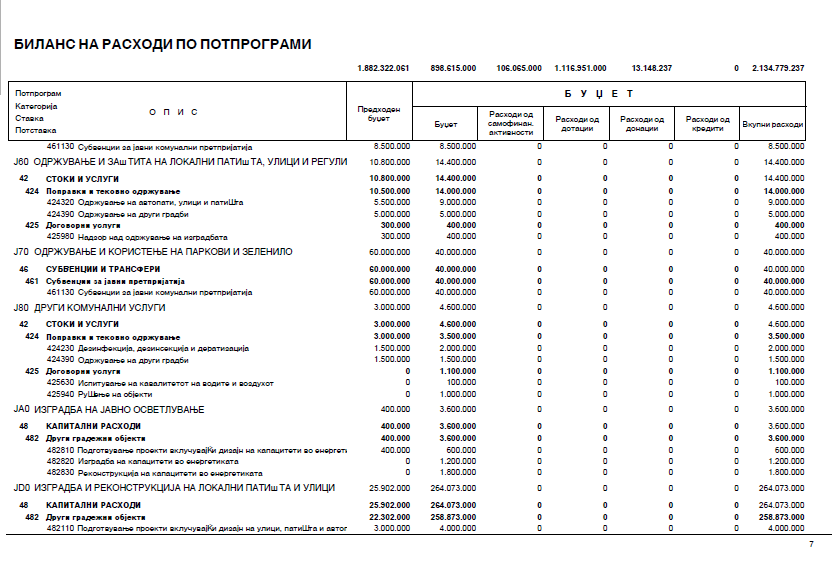 БИЛАНС НА РАСХОДИ ПО ПОТПРОГРАМИ
1.882.322.061 898.615.000 106.065.000 1.116.951.000 13.148.237 0 2.134.779.237
Потпрограм
Категорија
Ставка
Потставка
О П И С
Предходен буџет
Б У Џ Е Т
Буџет
Расходи од самофинан. активности
Расходи од дотации
Расходи од донации
Расходи од кредити
Вкупни расходи
461130 Субвенции за јавни комунални претпријатија 8.500.000 8.500.000 0 0 0 0 8.500.000
J60 ОДРЖУВАЊЕ И ЗАШТИТА НА ЛОКАЛНИ ПАТИШТА, УЛИЦИ И РЕГУЛИ 10.800.000 14.400.000 0 0 0 0 14.400.000
42 СТОКИ И УСЛУГИ 10.800.000 14.400.000 0 0 0 0 14.400.000
424 Поправки и тековно одржување 10.500.000 14.000.000 0 0 0 0 14.000.000
424320 Одржување на автопати, улици и патиШта 5.500.000 9.000.000 0 0 0 0 9.000.000
424390 Одржување на други градби 5.000.000 5.000.000 0 0 0 0 5.000.000
425 Договорни услуги 300.000 400.000 0 0 0 0 400.000
425980 Надзор над одржување на изградбата 300.000 400.000 0 0 0 0 400.000
J70 ОДРЖУВАЊЕ И КОРИСТЕЊЕ НА ПАРКОВИ И ЗЕЛЕНИЛО 60.000.000 40.000.000 0 0 0 0 40.000.000
46 СУБВЕНЦИИ И ТРАНСФЕРИ 60.000.000 40.000.000 0 0 0 0 40.000.000
461 Субвенции за јавни комунални претпријатија 60.000.000 40.000.000 0 0 0 0 40.000.000
461130 Субвенции за јавни комунални претпријатија 60.000.000 40.000.000 0 0 0 0 40.000.000
J80 ДРУГИ КОМУНАЛНИ УСЛУГИ 3.000.000 4.600.000 0 0 0 0 4.600.000
42 СТОКИ И УСЛУГИ 3.000.000 4.600.000 0 0 0 0 4.600.000
424 Поправки и тековно одржување 3.000.000 3.500.000 0 0 0 0 3.500.000
424230 Дезинфекција, дезинсекција и дератизација 1.500.000 2.000.000 0 0 0 0 2.000.000
424390 Одржување на други градби 1.500.000 1.500.000 0 0 0 0 1.500.000
425 Договорни услуги 0 1.100.000 0 0 0 0 1.100.000
425630 Испитување на кавалитетот на водите и воздухот 0 100.000 0 0 0 0 100.000
425940 РуШење на објекти 0 1.000.000 0 0 0 0 1.000.000
JA0 ИЗГРАДБА НА ЈАВНО ОСВЕТЛУВАЊЕ 400.000 3.600.000 0 0 0 0 3.600.000
48 КАПИТАЛНИ РАСХОДИ 400.000 3.600.000 0 0 0 0 3.600.000
482 Други градежни објекти 400.000 3.600.000 0 0 0 0 3.600.000
482810 Подготвување проекти вклучувајЌи дизајн на капацитети во енергети 400.000 600.000 0 0 0 0 600.000
482820 Изградба на капацитети во енергетиката 0 1.200.000 0 0 0 0 1.200.000
482830 Реконструкција на капацитети во енергетиката 0 1.800.000 0 0 0 0 1.800.000
JD0 ИЗГРАДБА И РЕКОНСТРУКЦИЈА НА ЛОКАЛНИ ПАТИШТА И УЛИЦИ 25.902.000 264.073.000 0 0 0 0 264.073.000
48 КАПИТАЛНИ РАСХОДИ 25.902.000 264.073.000 0 0 0 0 264.073.000
482 Други градежни објекти 22.302.000 258.873.000 0 0 0 0 258.873.000
482110 Подготвување проекти вклучувајЌи дизајн на улици, патиШта и автог 3.000.000 4.000.000 0 0 0 0 4.000.000
7